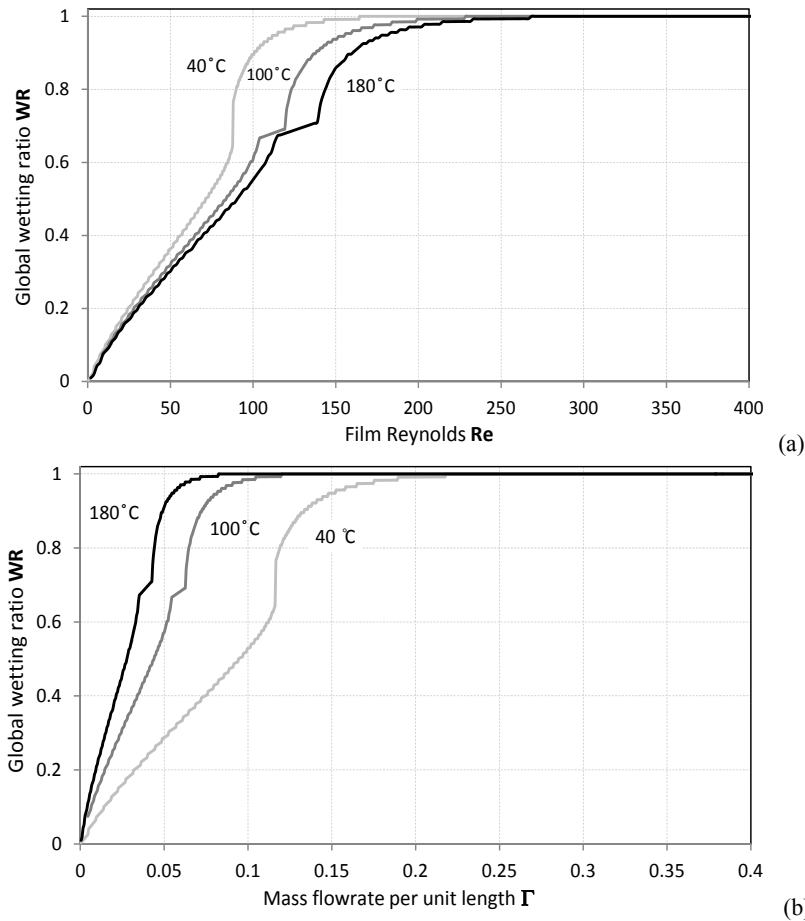 Global wetting ratio WR
1
0.8
0.6
0.4
0.2
0
40˚C
100˚C
180˚C
0 50 100 150 200 250 300 350 400
Film Reynolds Re
(a)
Global wetting ratio WR
1
0.8
0.6
0.4
0.2
0
180˚C
100˚C
40 ˚C
0 0.05 0.1 0.15 0.2 0.25 0.3 0.35 0.4
Mass flowrate per unit length Γ
(b)